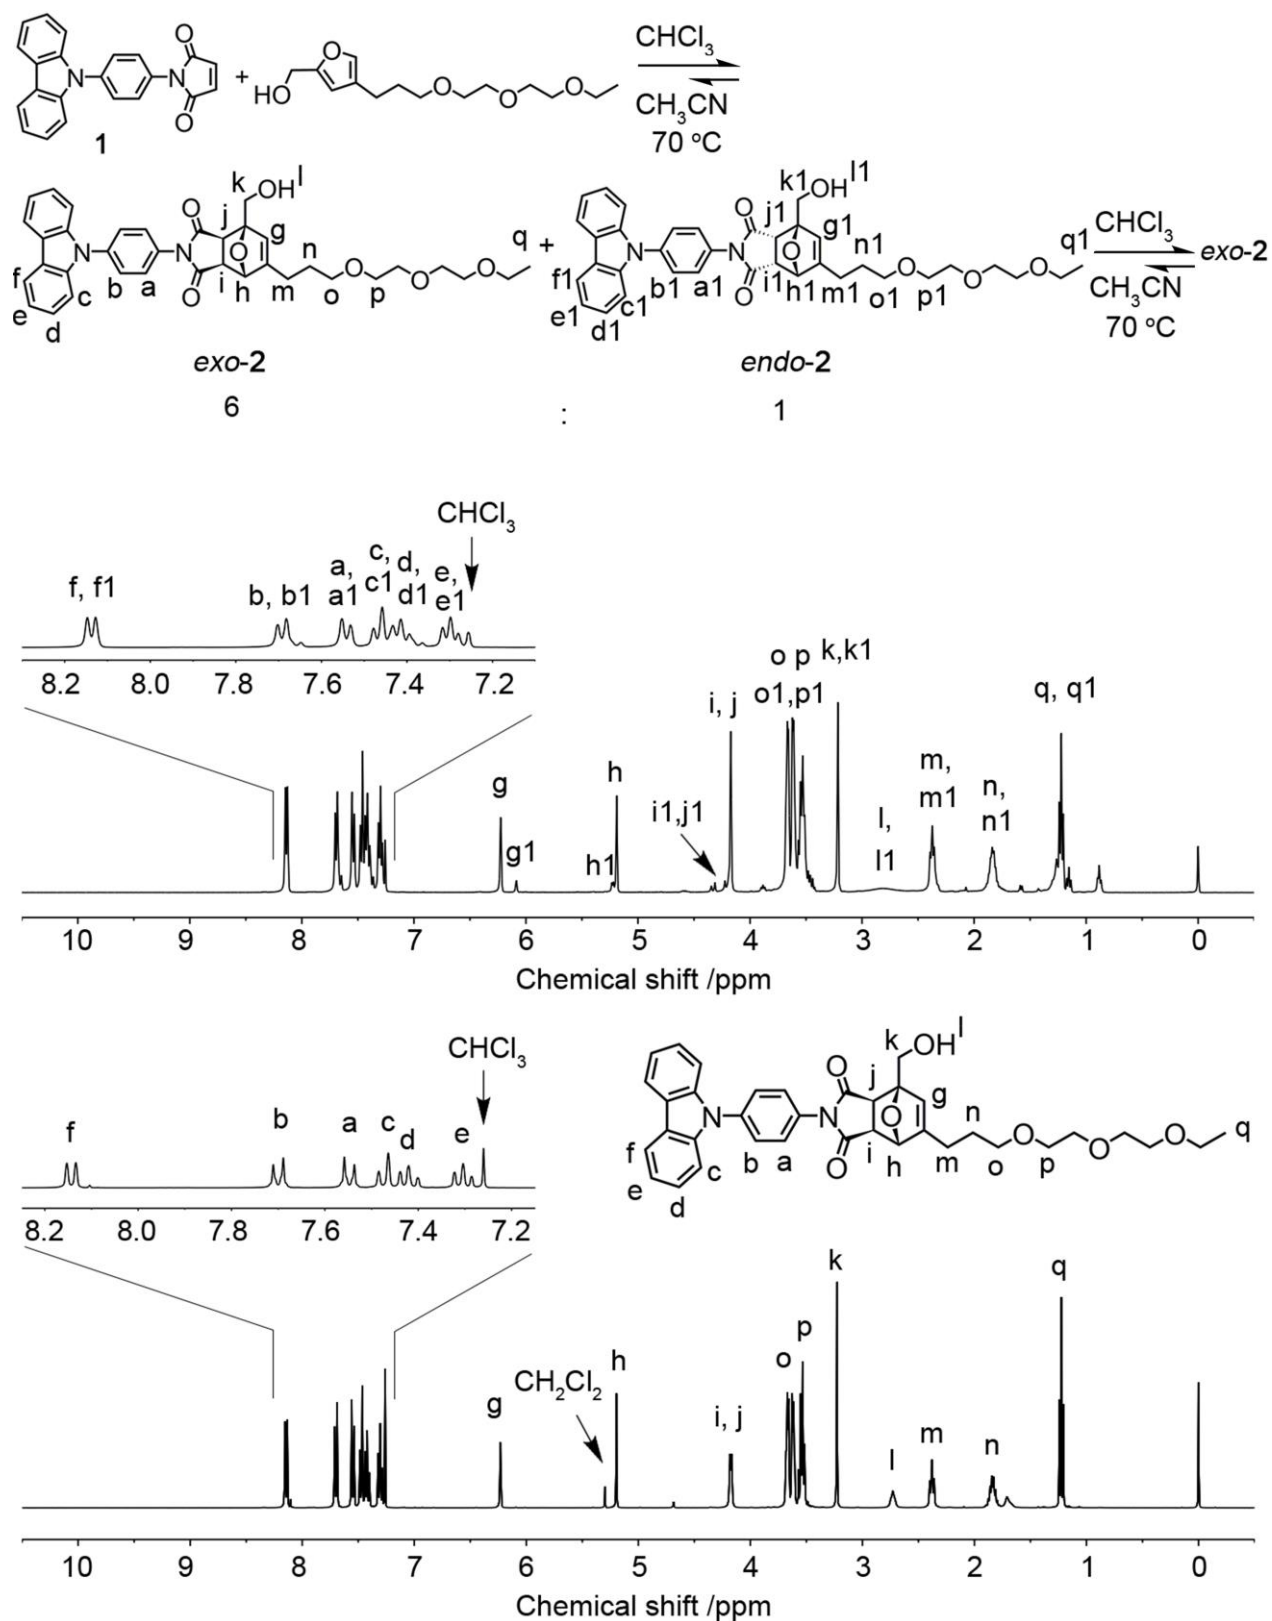 O
O
N
N
O
+
O
HO
O
O
O
CHCl3
CH3CN
70 °C
1
k OH l
j
g
O
N
N
O
O
n
q
f
e
d
c
b
a
i
h
m
o
p
O
O
O
exo-2
6
+
:
k1 OH l1
j1
g1
O
N
N
O
O
n1
q1
f1
e1
d1
c1
b1
a1
i1
h1
m1
o1
p1
O
O
O
endo-2
1
CHCl3
CH3CN
70 °C
exo-2
CHCl3
f, f1
b, b1
a,
a1
c,
c1
d,
d1
e,
e1
8.2 8.0 7.8 7.6 7.4 7.2
g
g1
h1
h
i1,j1
i, j
o p
o1,p1
k,k1
l,
l1
m,
m1
n,
n1
q, q1
10 9 8 7 6 5 4 3 2 1 0
Chemical shift /ppm
CHCl3
f
b
a
c
d
e
8.2 8.0 7.8 7.6 7.4 7.2
k OH l
j
g
O
N
N
O
O
n
q
f
e
d
c
b
a
i
h
m
o
p
O
O
O
g
CH2Cl2
h
i, j
o
p
k
l
m
n
q
10 9 8 7 6 5 4 3 2 1 0
Chemical shift /ppm